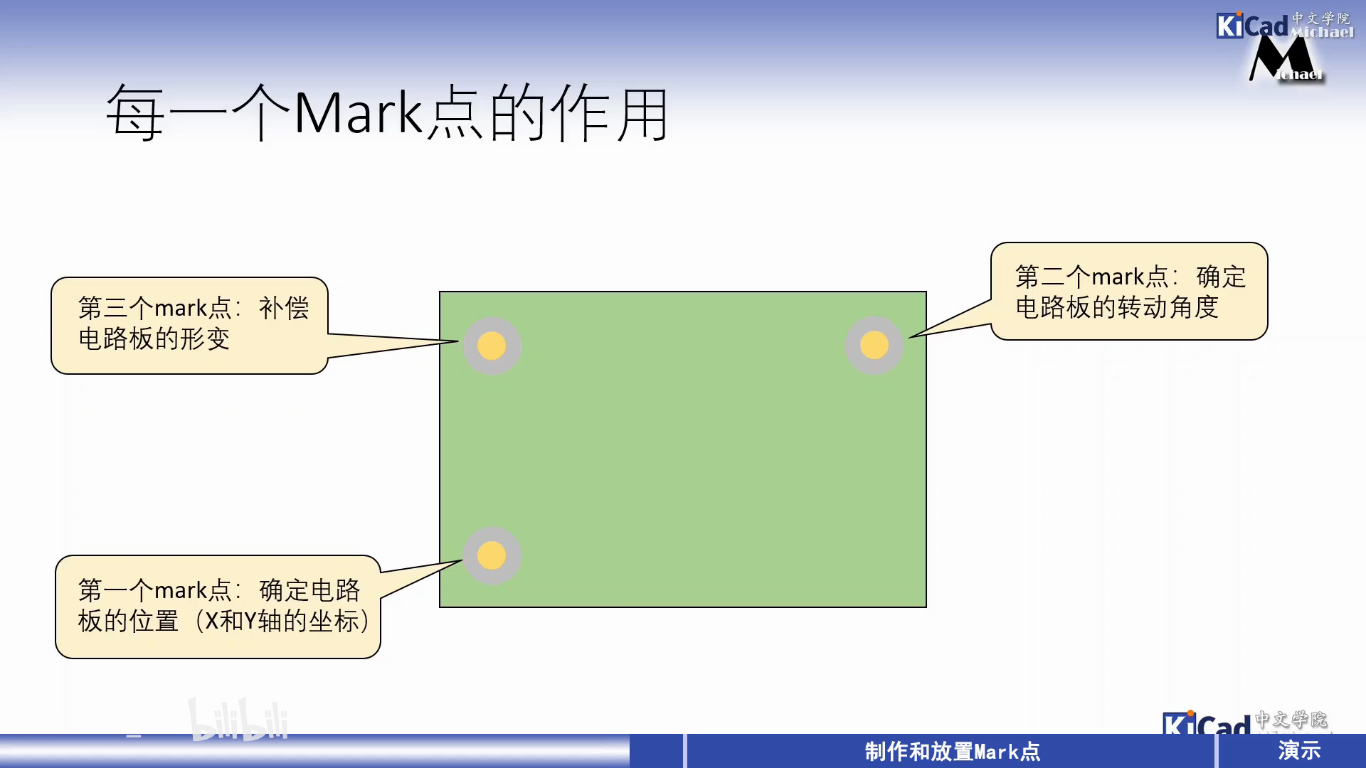 KiCad 中文学院
Michael
Michael
每一个Mark点的作用
第二个mark点：确定
电路板的转动角度
第三个mark点：补偿
电路板的形变
第一个mark点：确定电路
板的位置（X和Y轴的坐标）
bilibili
KiCad 中文学院
制作和放置Mark点
演示